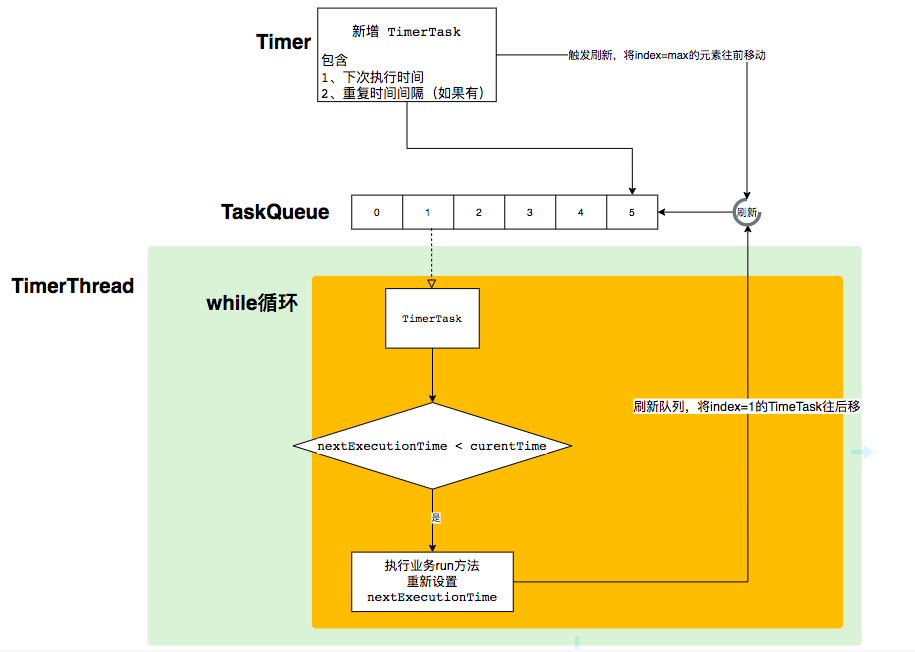 Timer
新增 TimerTask
包含
1、下次执行时间
2、重复时间间隔（如果有）
触发刷新，将index=max的元素往前移动
TaskQueue
0 1 2 3 4 5
刷新
TimerThread
while循环
TimerTask
刷新队列，将index=1的TimeTask往后移
nextExecutionTime < curentTime
是
执行业务run方法
重新设置
nextExecutionTime